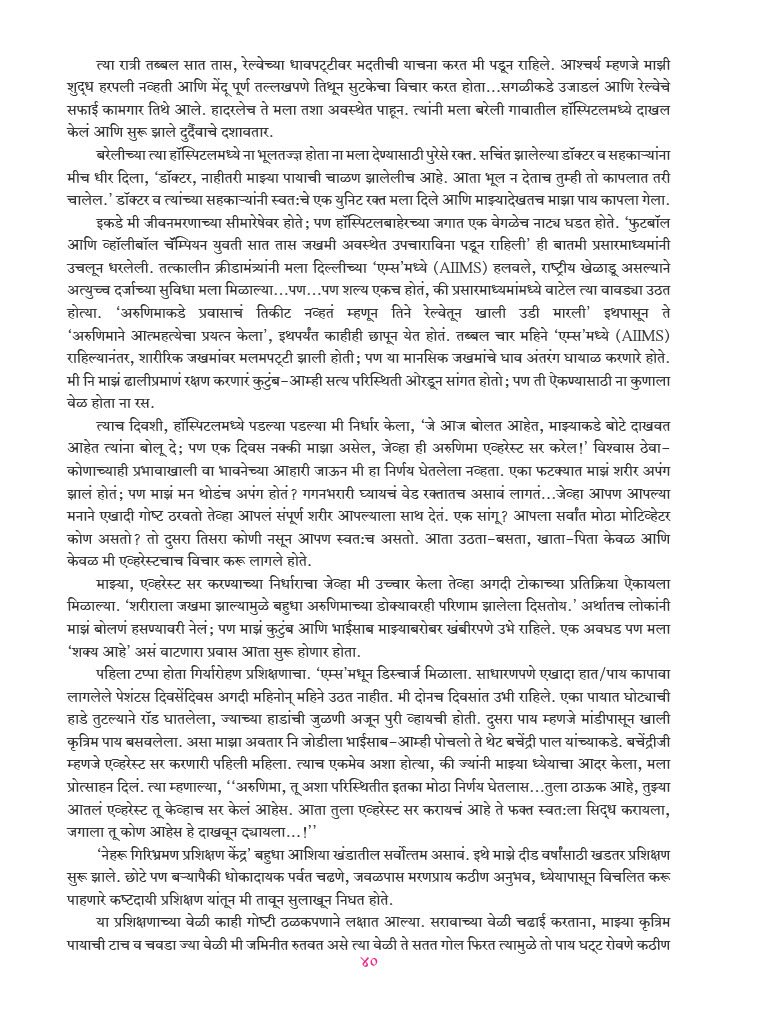 त्या रात्री तब्बल सात तास, रेल्वेच्या धावपट्टीवर मदतीची याचना करत मी पडून राहिले. आश्चर्य म्हणजे माझी
शुद्ध हरपली नव्हती आणि मेंदू पूर्ण तल्लखपणे तिथून सुटकेचा विचार करत होता...सगळीकडे उजाडलं आणि रेल्वेचे
सफाई कामगार तिथे आले. हादरलेच ते मला तशा अवस्थेत पाहून. त्यांनी मला बरेली गावातील हॉस्पिटलमध्ये दाखल
केलं आणि सुरू झाले दुर्दैवाचे दशावतार.
बरेलीच्या त्या हॉस्पिटलमध्ये ना भूलतज्ज्ञ होता ना मला देण्यासाठी पुरेसे रक्त. सचिंत झालेल्या डॉक्टर व सहकाऱ्यांना
मीच धीर दिला, ‘डॉक्टर, नाहीतरी माझ्या पायाची चाळण झालेलीच आहे. आता भूल न देताच तुम्ही तो कापलात तरी
चालेल.’ डॉक्टर व त्यांच्या सहकाऱ्यांनी स्वत:चे एक युनिट रक्त मला दिले आणि माझ्यादेखतच माझा पाय कापला गेला.
इकडे मी जीवनमरणाच्या सीमारेषेवर होते; पण हॉस्पिटलबाहेरच्या जगात एक वेगळेच नाट्य घडत होते. ‘फुटबॉल
आणि व्हॉलीबॉल चॅम्पियन युवती सात तास जखमी अवस्थेत उपचाराविना पडून राहिली’ ही बातमी प्रसारमाध्यमांनी
उचलून धरलेली. तत्कालीन क्रीडामंत्र्यांनी मला दिल्लीच्या ‘एम्स’मध्ये (AIIMS) हलवले, राष्ट्रीय खेळाडू असल्याने
अत्युच्च दर्जाच्या सुविधा मला मिळाल्या...पण...पण शल्य एकच होतं, की प्रसारमाध्यमांमध्ये वाटेल त्या वावड्या उठत
होत्या. ‘अरुणिमाकडे प्रवासाचं तिकीट नव्हतं म्हणून तिने रेल्वेतून खाली उडी मारली’ इथपासून ते
‘अरुणिमाने आत्महत्येचा प्रयत्न केला’, इथपर्यंत काहीही छापून येत होतं. तब्बल चार महिने ‘एम्स’मध्ये (AIIMS)
राहिल्यानंतर, शारीरिक जखमांवर मलमपट्टी झाली होती; पण या मानसिक जखमांचे घाव अंतरंग घायाळ करणारे होते.
मी नि माझं ढालीप्रमाणं रक्षण करणारं कुटुंब-आम्ही सत्य परिस्थिती ओरडून सांगत होतो; पण ती ऐकण्यासाठी ना कुणाला
वेळ होता ना रस.
त्याच दिवशी, हॉस्पिटलमध्ये पडल्या पडल्या मी निर्धार केला, ‘जे आज बोलत आहेत, माझ्याकडे बोटे दाखवत
आहेत त्यांना बोलू दे; पण एक दिवस नक्की माझा असेल, जेव्हा ही अरुणिमा एव्हरेस्ट सर करेल!’ विश्वास ठेवा-
कोणाच्याही प्रभावाखाली वा भावनेच्या आहारी जाऊन मी हा निर्णय घेतलेला नव्हता. एका फटक्यात माझं शरीर अपंग
झालं होतं; पण माझं मन थोडंच अपंग होतं? गगनभरारी घ्यायचं वेड रक्तातच असावं लागतं...जेव्हा आपण आपल्या
मनाने एखादी गोष्ट ठरवतो तेव्हा आपलं संपूर्ण शरीर आपल्याला साथ देतं. एक सांगू? आपला सर्वांत मोठा मोटिव्हेटर
कोण असतो? तो दुसरा तिसरा कोणी नसून आपण स्वत:च असतो. आता उठता-बसता, खाता-पिता केवळ आणि
केवळ मी एव्हरेस्टचाच विचार करू लागले होते.
माझ्या, एव्हरेस्ट सर करण्याच्या निर्धाराचा जेव्हा मी उच्चार केला तेव्हा अगदी टोकाच्या प्रतिक्रिया ऐकायला
मिळाल्या. ‘शरीराला जखमा झाल्यामुळे बहुधा अरुणिमाच्या डोक्यावरही परिणाम झालेला दिसतोय.’ अर्थातच लोकांनी
माझं बोलणं हसण्यावारी नेलं; पण माझं कुटुंब आणि भाईसाब माझ्याबरोबर खंबीरपणे उभे राहिले. एक अवघड पण मला
‘शक्य आहे’ असं वाटणारा प्रवास आता सुरू होणार होता.
पहिला टप्पा होता गिर्यारोहण प्रशिक्षणाचा. ‘एम्स’मधून डिस्चार्ज मिळाला. साधारणपणे एखादा हात/पाय कापावा
लागलेले पेशंटस दिवसेंदिवस अगदी महिनोन् महिने उठत नाहीत. मी दोनच दिवसांत उभी राहिले. एका पायात घोट्याची
हाडे तुटल्याने रॉड घातलेला, ज्याच्या हाडांची जुळणी अजून पुरी व्हायची होती. दुसरा पाय म्हणजे मांडीपासून खाली
कृत्रिम पाय बसवलेला. असा माझा अवतार नि जोडीला भाईसाब-आम्ही पोचलो ते थेट बचेंद्री पाल यांच्याकडे. बचेंद्रीजी
म्हणजे एव्हरेस्ट सर करणारी पहिली महिला. त्याच एकमेव अशा होत्या, की ज्यांनी माझ्या ध्येयाचा आदर केला, मला
प्रोत्साहन दिलं. त्या म्हणाल्या, ‘‘अरुणिमा, तू अशा परिस्थितीत इतका मोठा निर्णय घेतलास...तुला ठाऊक आहे, तुझ्या
आतलं एव्हरेस्ट तू केव्हाच सर केलं आहेस. आता तुला एव्हरेस्ट सर करायचं आहे ते फक्त स्वत:ला सिद्ध करायला,
जगाला तू कोण आहेस हे दाखवून द्यायला...!’’
‘नेहरू गिरिभ्रमण प्रशिक्षण केंद्र’ बहुधा आशिया खंडातील सर्वोत्तम असावं. इथे माझे दीड वर्षांसाठी खडतर प्रशिक्षण
सुरू झाले. छोटे पण बऱ्यापैकी धोकादायक पर्वत चढणे, जवळपास मरणप्राय कठीण अनुभव, ध्येयापासून विचलित करू
पाहणारे कष्टदायी प्रशिक्षण यांतून मी तावून सुलाखून निघत होते.
या प्रशिक्षणाच्या वेळी काही गोष्टी ठळकपणाने लक्षात आल्या. सरावाच्या वेळी चढाई करताना, माझ्या कृत्रिम
पायाची टाच व चवडा ज्या वेळी मी जमिनीत रुतवत असे त्या वेळी ते सतत गोल फिरत त्यामुळे तो पाय घट्ट रोवणे कठीण
४०